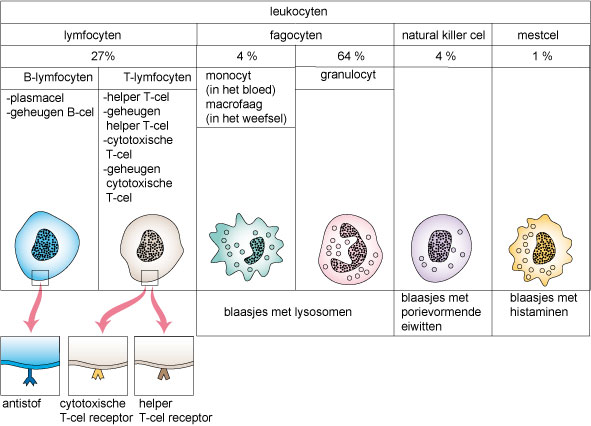 leukocyten
lymfocyten
fagocyten
natural killer cel
mestcel
27%
4 %
64 %
4 %
1 %
B-lymfocyten
T-lymfocyten
monocyt
(in het bloed)
macrofaag
(in het weefsel)
granulocyt
-plasmacel
-geheugen B-cel
-helper T-cel
-geheugen
helper T-cel
-cytotoxische
T-cel
-geheugen
cytotoxische
T-cel
blaasjes met lysosomen
blaasjes met
porievormende
eiwitten
blaasjes met
histaminen
antistof
cytotoxische
T-cel receptor
helper
T-cel receptor